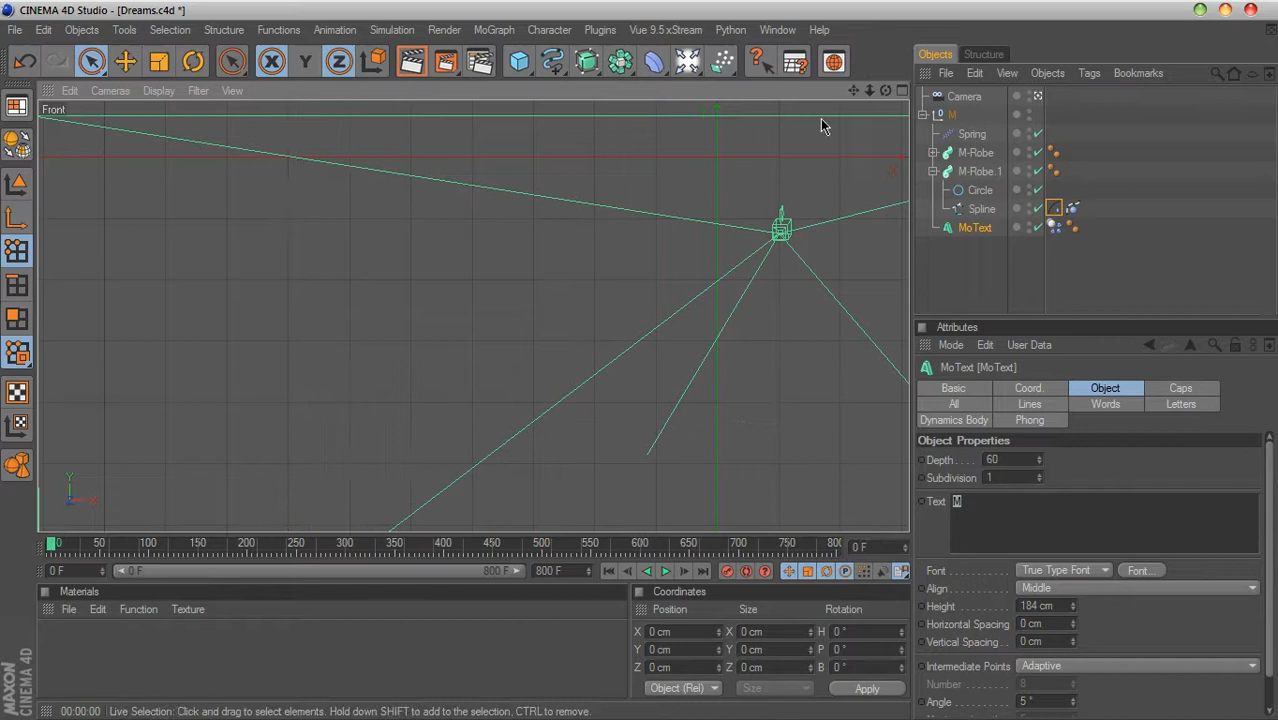 CINEMA 4D Studio - [Dreams.c4d *]
File Edit Objects Tools Selection Structure Functions Animation Simulation Render MoGraph Character Plugins Vue 9.5 xStream Python Window Help
X Y Z
Edit Cameras Display Filter View
Front
X
Y
Z X
0 50 100 150 200 250 300 350 400 450 500 550 600 650 700 750 800
0 F
0 F 0 F 800 F 800 F
Materials
File Edit Function Texture
Coordinates
Position Size Rotation
X 0 cm X 0 cm H 0 °
Y 0 cm Y 0 cm P 0 °
Z 0 cm Z 0 cm B 0 °
Object (Rel) Size Apply
00:00:00 Live Selection: Click and drag to select elements. Hold down SHIFT to add to the selection, CTRL to remove.
MAXON
CINEMA 4D
Objects Structure
File Edit View Objects Tags Bookmarks
Camera
M
Spring
M-Robe
M-Robe.1
Circle
Spline
MoText
Attributes
Mode Edit User Data
MoText [MoText]
Basic Coord. Object Caps
All Lines Words Letters
Dynamics Body Phong
Object Properties
Depth . . . . 60
Subdivision 1
Text M
Font True Type Font Font...
Align Middle
Height 184 cm
Horizontal Spacing 0 cm
Vertical Spacing . . 0 cm
Intermediate Points Adaptive
Number 8
Angle 5 °